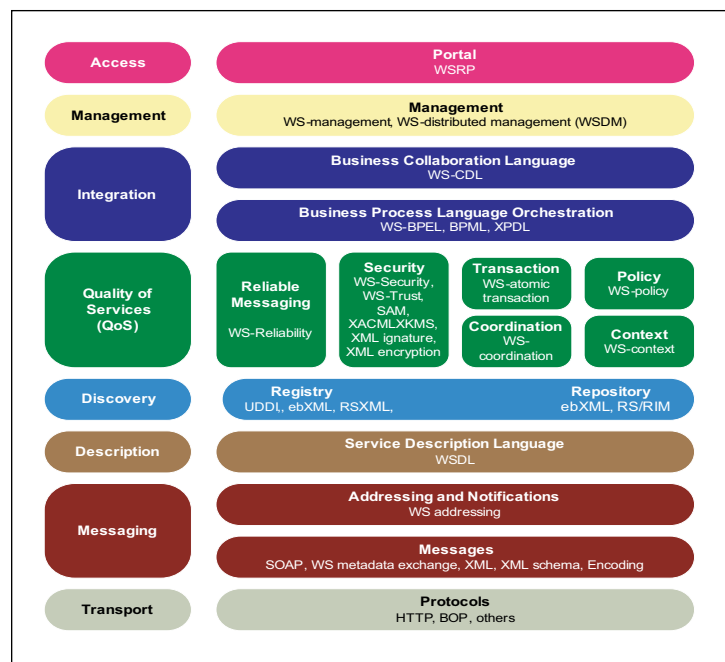 Access
Portal
WSRP
Management
Management
WS-management, WS-distributed management (WSDM)
Integration
Business Collaboration Language
WS-CDL
Business Process Language Orchestration
WS-BPEL, BPML, XPDL
Quality of
Services
(QoS)
Reliable
Messaging
WS-Reliability
Security
WS-Security,
WS-Trust,
SAM,
XACMLXKMS,
XML ignature,
XML encryption
Transaction
WS-atomic
transaction
Coordination
WS-
coordination
Policy
WS-policy
Context
WS-context
Discovery
Registry
UDDI,, ebXML, RSXML,
Repository
ebXML, RS/RIM
Description
Service Description Language
WSDL
Messaging
Addressing and Notifications
WS addressing
Messages
SOAP, WS metadata exchange, XML, XML schema, Encoding
Transport
Protocols
HTTP, BOP, others